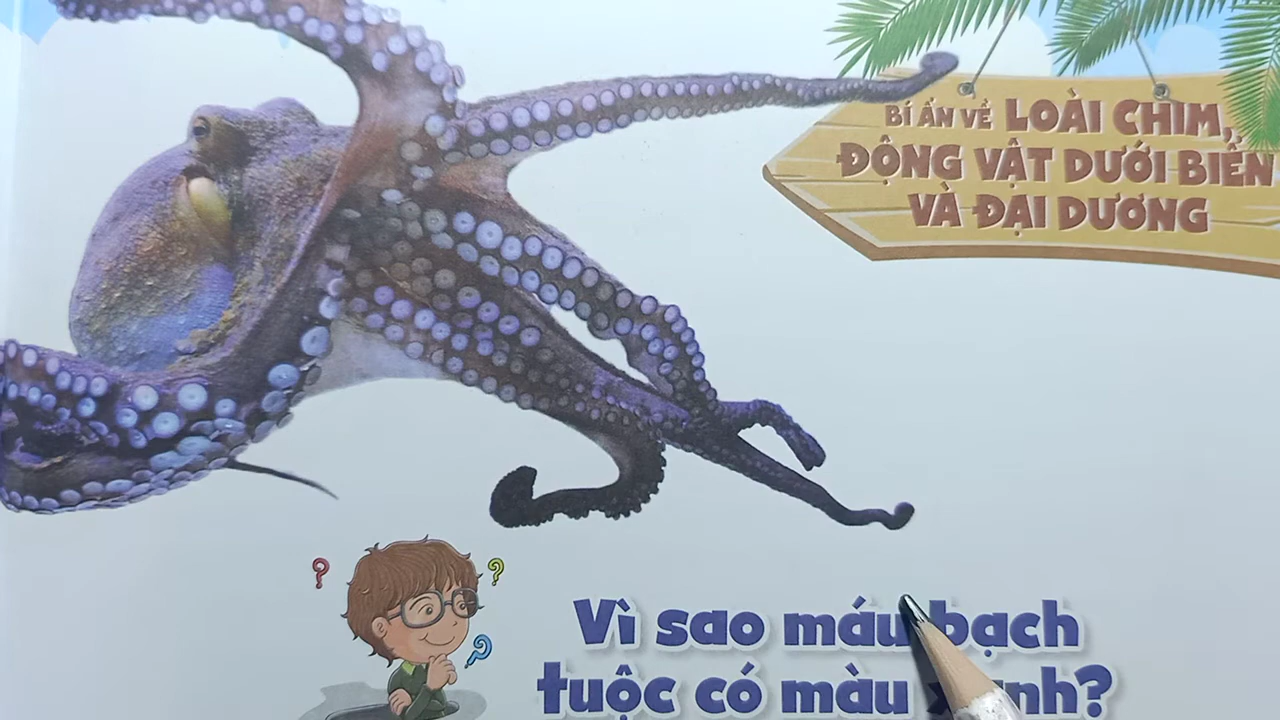 BÍ ẨN VỀ LOÀI CHIM,
ĐỘNG VẬT DƯỚI BIỂN
VÀ ĐẠI DƯƠNG
Vì sao máu bạch
tuộc có màu xanh?